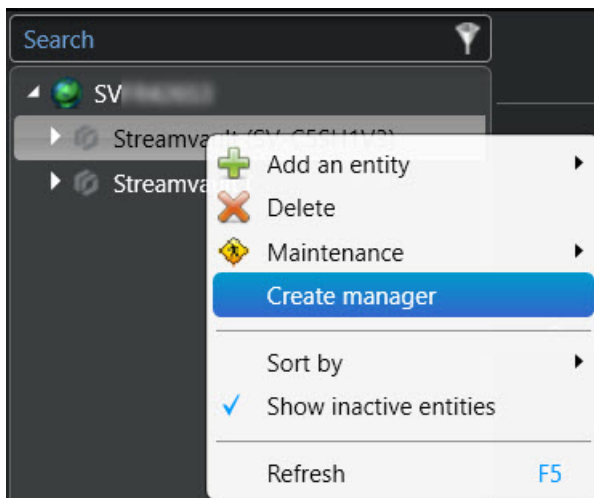 Search
SV
Streamvault (SV-C5SH1V3)
Add an entity
Streamva
Delete
Maintenance
Create manager
Sort by
Show inactive entities
Refresh F5